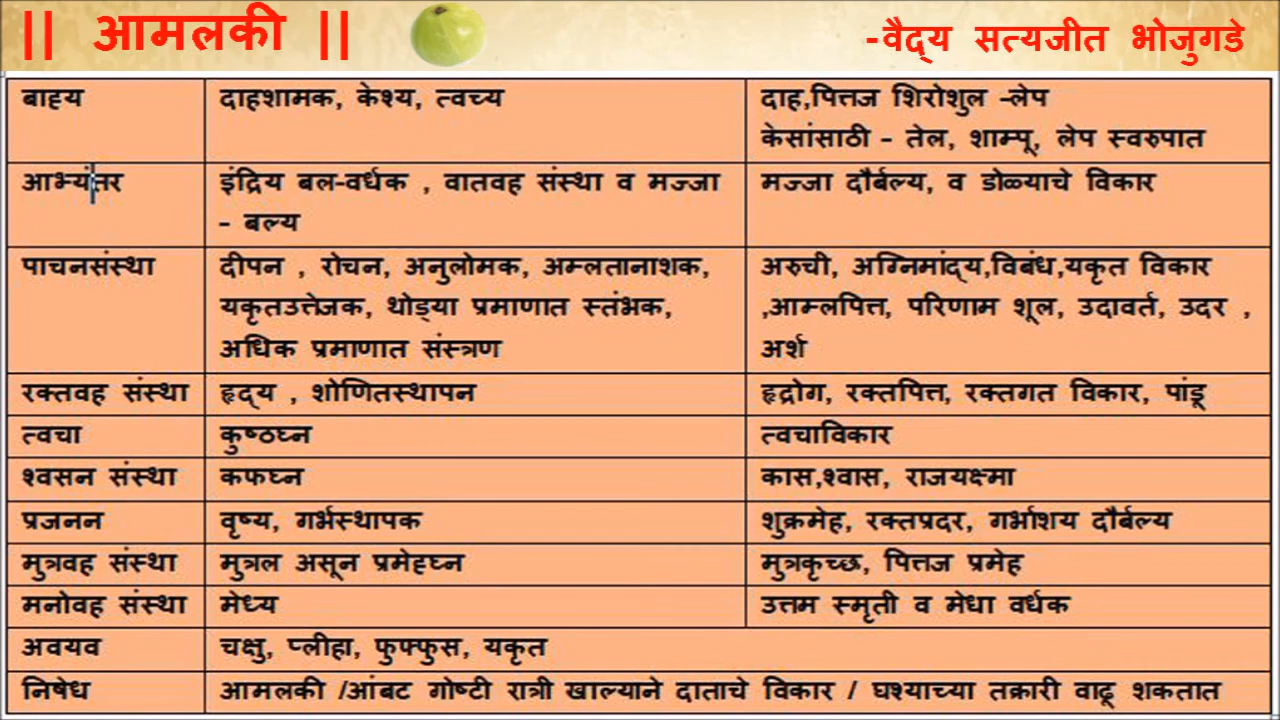 || आमलकी ||
-वैद्य सत्यजीत भोजुगडे
बाह्य दाहशामक, केश्य, त्वच्य दाह,पित्तज शिरोशुल –लेप
केसांसाठी – तेल, शाम्पू, लेप स्वरुपात
आभ्यंतर इंद्रिय बल-वर्धक , वातवह संस्था व मज्जा मज्जा दौर्बल्य, व डोळ्याचे विकार
– बल्य
पाचनसंस्था दीपन , रोचन, अनुलोमक, अम्लतानाशक, अरुची, अग्निमांद्य,विबंध,यकृत विकार
यकृतउत्तेजक, थोड्या प्रमाणात स्तंभक, ,आम्लपित्त, परिणाम शूल, उदावर्त, उदर ,
अधिक प्रमाणात संस्त्रण अर्श
रक्तवह संस्था हृद्य , शोणितस्थापन हृद्रोग, रक्तपित्त, रक्तगत विकार, पांडू
त्वचा कुष्ठघ्न त्वचाविकार
श्वसन संस्था कफघ्न कास,श्वास, राजयक्ष्मा
प्रजनन वृष्य, गर्भस्थापक शुक्रमेह, रक्तप्रदर, गर्भाशय दौर्बल्य
मुत्रवह संस्था मुत्रल असून प्रमेहघ्न मुत्रकृच्छ, पित्तज प्रमेह
मनोवह संस्था मेध्य उत्तम स्मृती व मेधा वर्धक
अवयव चक्षु, प्लीहा, फुफ्फुस, यकृत
निषेध आमलकी /आंबट गोष्टी रात्री खाल्याने दाताचे विकार / घश्याच्या तक्रारी वाढू शकतात